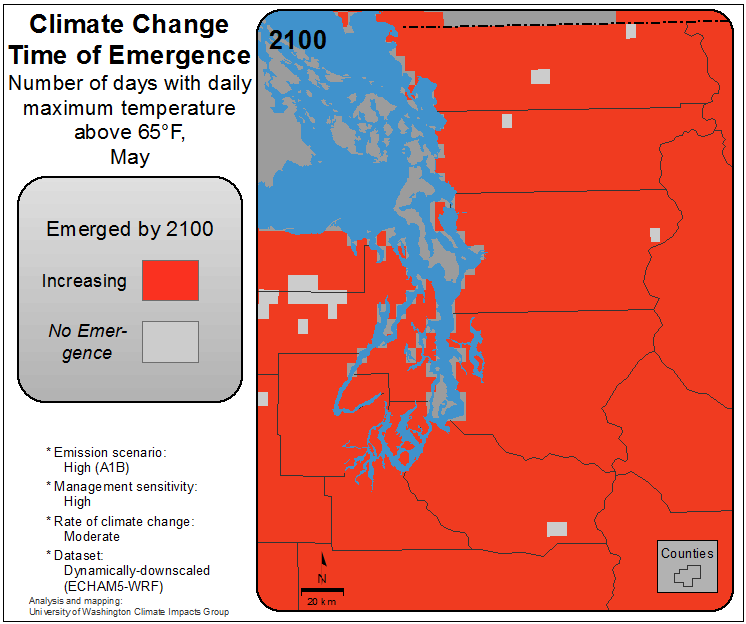 Climate Change
Time of Emergence
Number of days with daily
maximum temperature
above 65°F,
May
Emerged by 2100
Increasing
No Emer-
gence
* Emission scenario:
High (A1B)
* Management sensitivity:
High
* Rate of climate change:
Moderate
* Dataset:
Dynamically-downscaled
(ECHAM5-WRF)
Analysis and mapping:
University of Washington Climate Impacts Group
2100
N
20 km
Counties